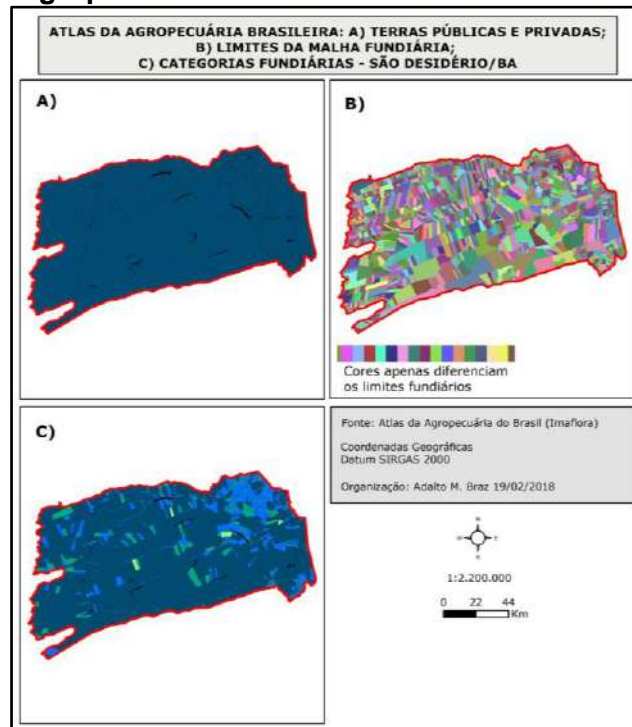 ATLAS DA AGROPECUÁRIA BRASILEIRA: A) TERRAS PÚBLICAS E PRIVADAS;
B) LIMITES DA MALHA FUNDIÁRIA;
C) CATEGORIAS FUNDIÁRIAS - SÃO DESIDÉRIO/BA
A)
B)
Cores apenas diferenciam
os limites fundiários
C)
Fonte: Atlas da Agropecuária do Brasil (Imaflora)
Coordenadas Geográficas
Datum SIRGAS 2000
Organização: Adalto M. Braz 19/02/2018
1:2.200.000
0 22 44
Km